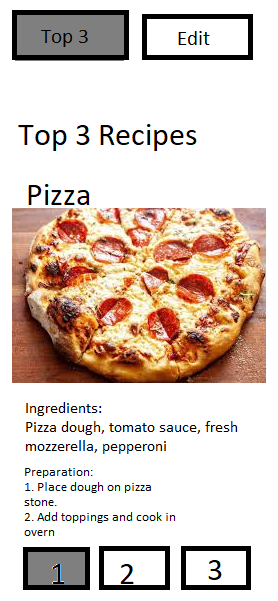 Top 3
Edit
Top 3 Recipes
Pizza
Ingredients:
Pizza dough, tomato sauce, fresh
mozzerella, pepperoni
Preparation:
1. Place dough on pizza
stone.
2. Add toppings and cook in
overn
1
2
3